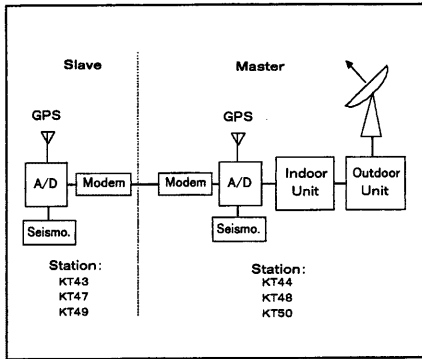 Slave
Master
GPS
GPS
A/D
Modem
Modem
A/D
Indoor
Unit
Outdoor
Unit
Seismo.
Seismo.
Station:
KT43
KT47
KT49
Station:
KT44
KT48
KT50